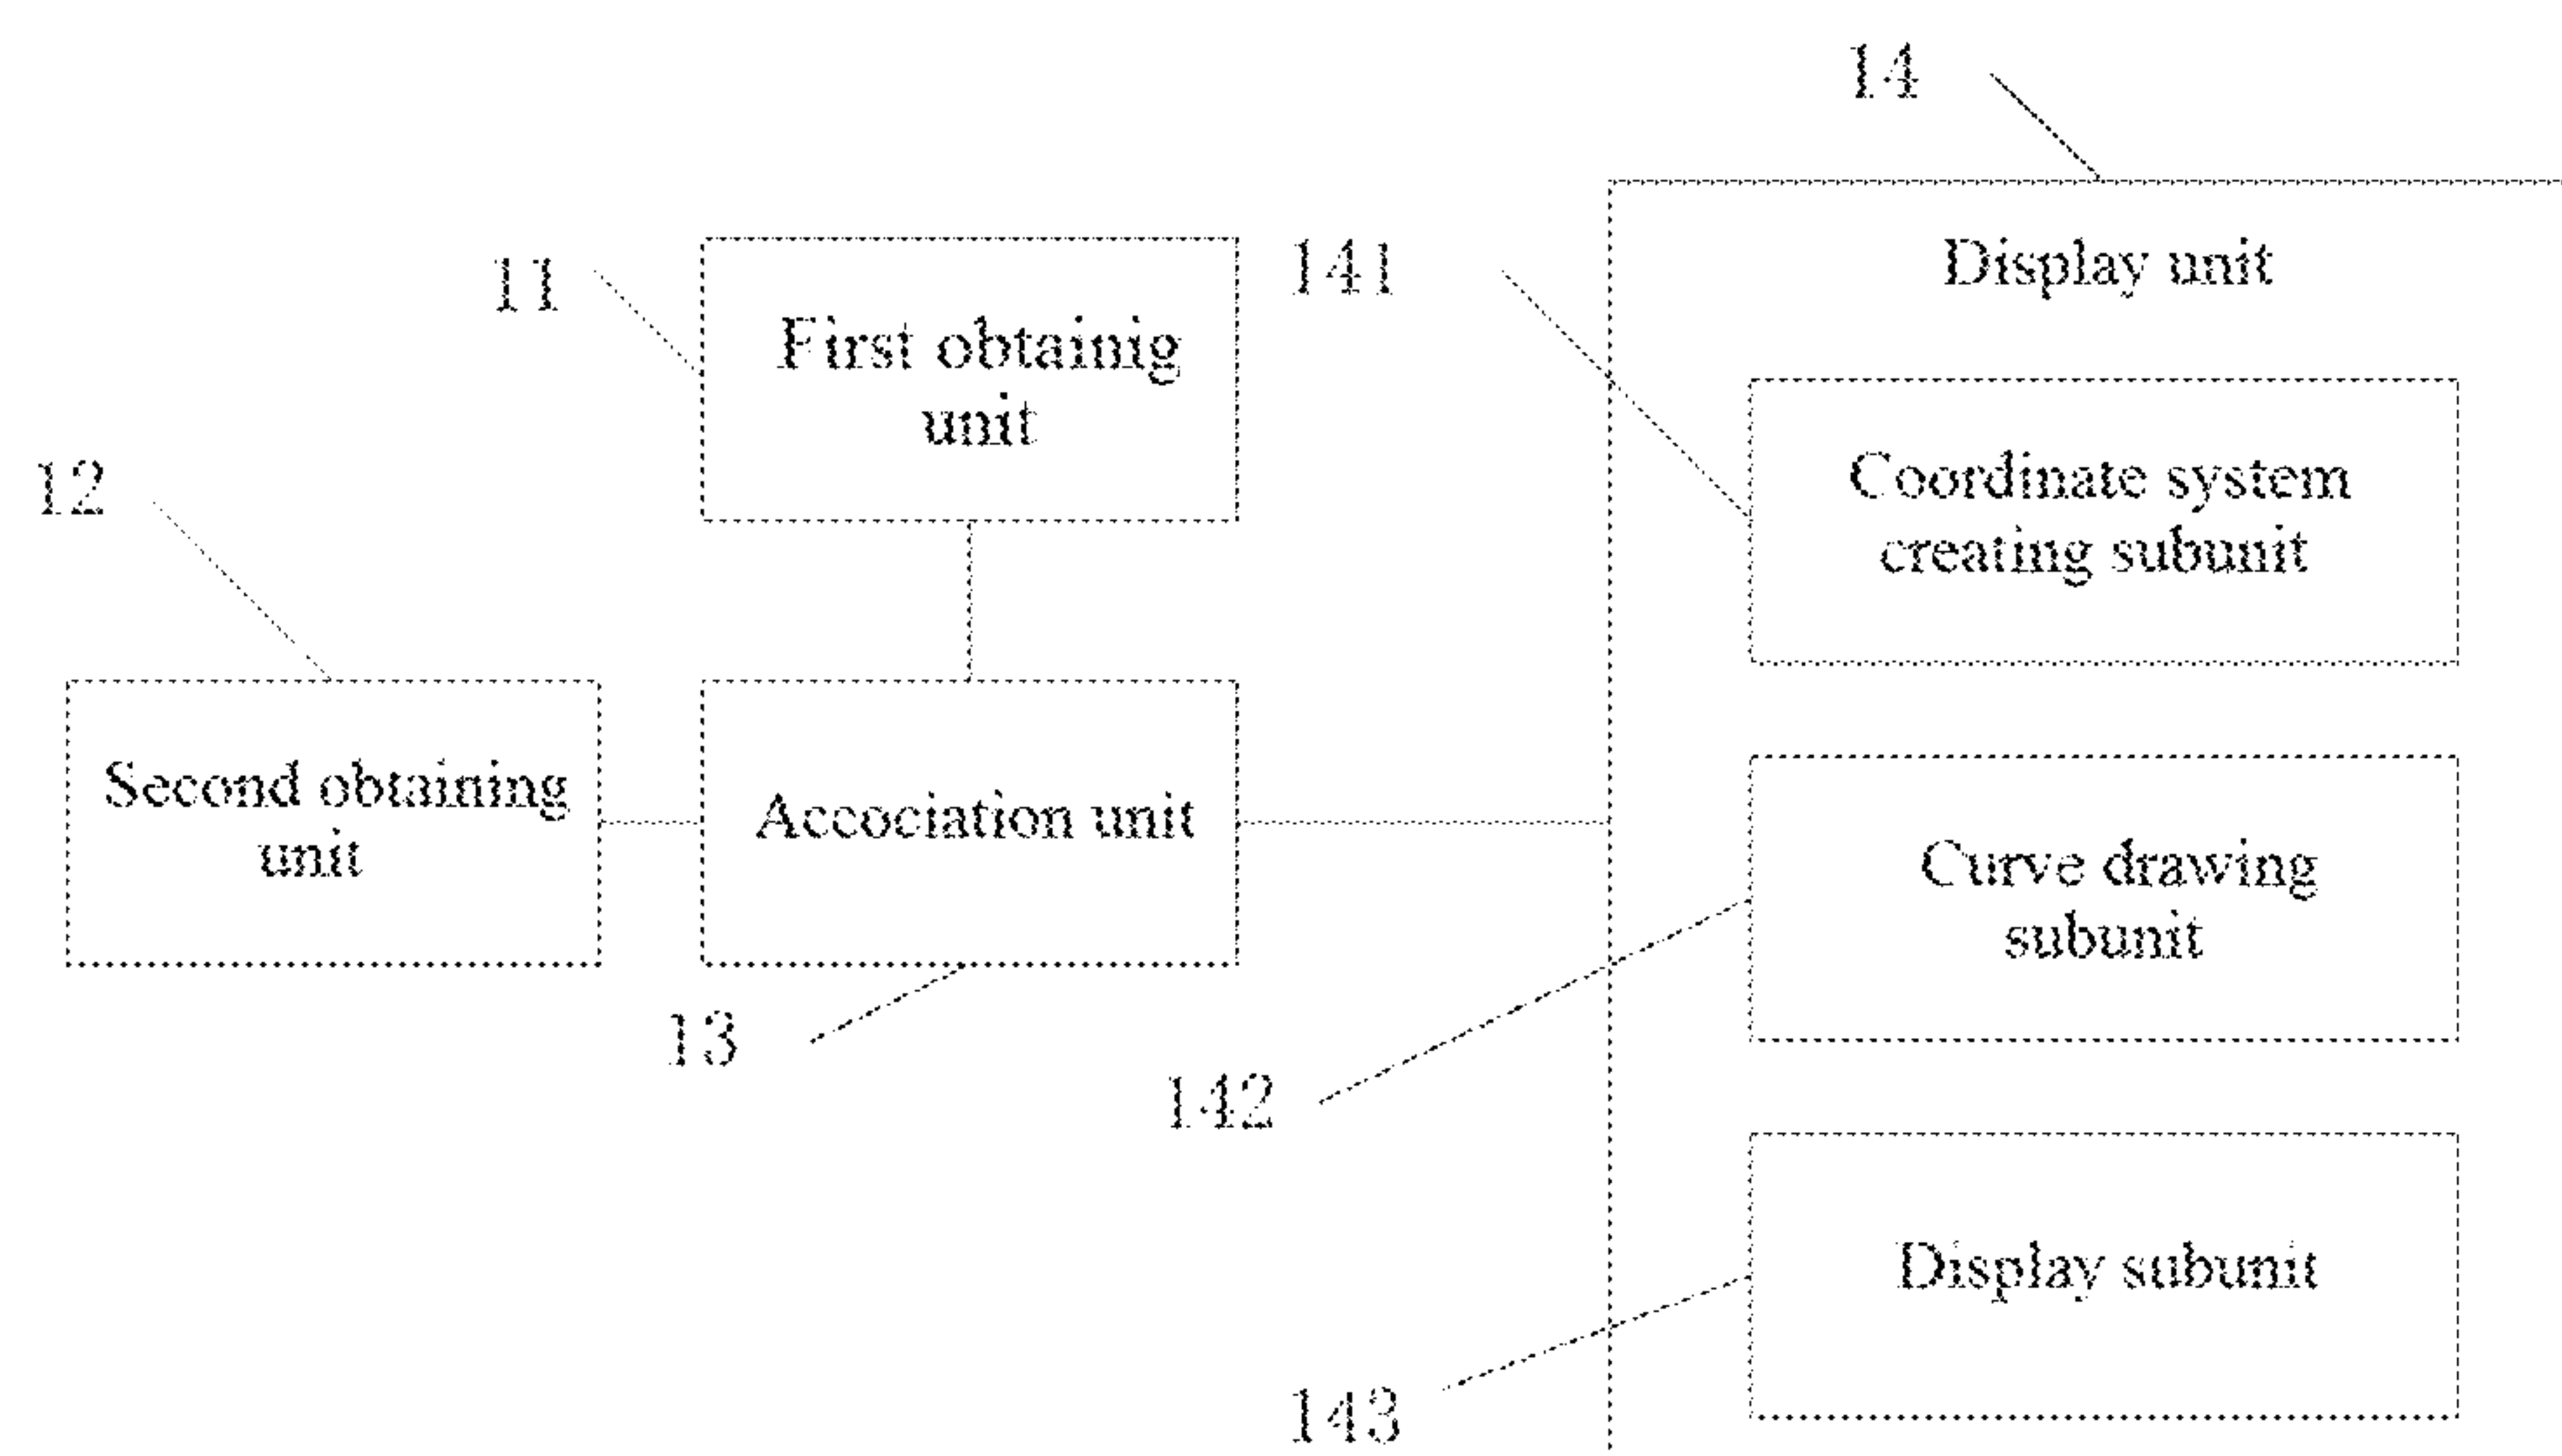 14
Display unit
141
11
First obtainig
unit
Coordinate system
creating subunit
12
Second obtaining
unit
Accociation unit
Curve drawing
subunit
13
142
Display subunit
143